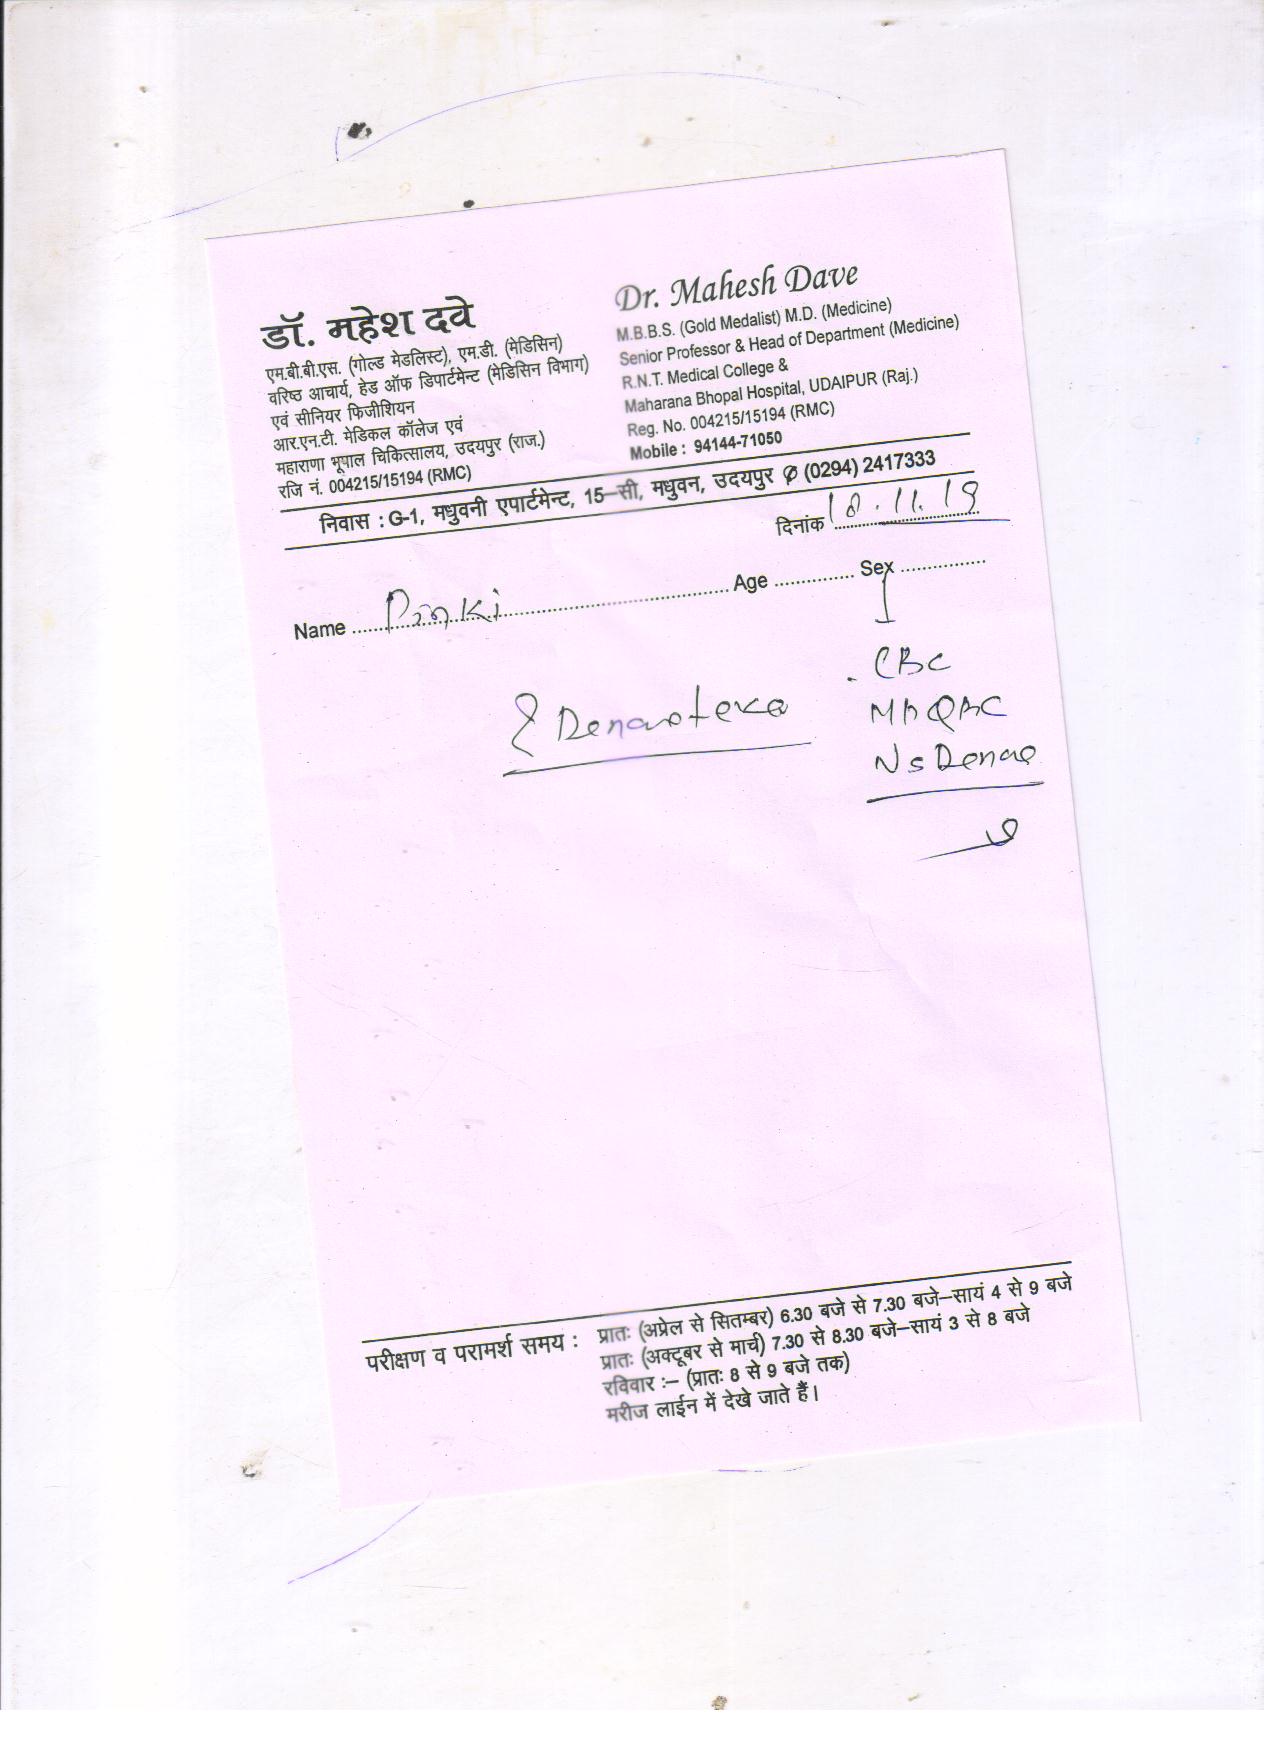 डॉ. महेश दवे
एम.बी.बी.एस. (गोल्ड मेडलिस्ट), एम.डी. (मेडिसिन)
वरिष्ठ आचार्य, हेड ऑफ डिपार्टमेन्ट (मेडिसिन विभाग)
एवं सीनियर फिजीशियन
आर.एन.टी. मेडिकल कॉलेज एवं
महाराणा भूपाल चिकित्सालय, उदयपुर (राज.)
रजि नं. 004215/15194 (RMC)
Dr. Mahesh Dave
M.B.B.S. (Gold Medalist) M.D. (Medicine)
Senior Professor & Head of Department (Medicine)
R.N.T. Medical College &
Maharana Bhopal Hospital, UDAIPUR (Raj.)
Reg. No. 004215/15194 (RMC)
Mobile : 94144-71050
निवास : G-1, मधुवनी एपार्टमेन्ट, 15–सी, मधुवन, उदयपुर ✆ (0294) 2417333
दिनांक 18.11.19
Name Pinki Age Sex
CBC
Ns Dengue
परीक्षण व परामर्श समय : प्रातः (अप्रेल से सितम्बर) 6.30 बजे से 7.30 बजे–सायं 4 से 9 बजे
प्रातः (अक्टूबर से मार्च) 7.30 से 8.30 बजे–सायं 3 से 8 बजे
रविवार :– (प्रातः 8 से 9 बजे तक)
मरीज लाईन में देखे जाते हैं।